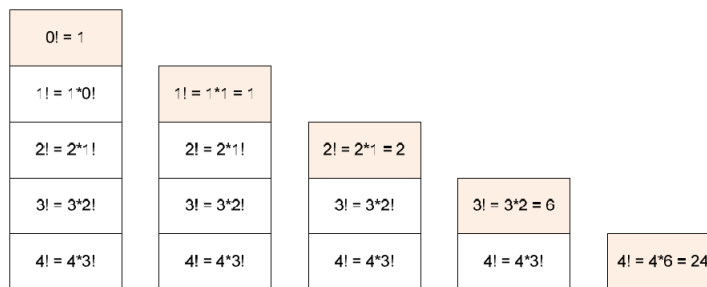 0! = 1
1! = 1*0!
2! = 2*1!
3! = 3*2!
4! = 4*3!
1! = 1*1 = 1
2! = 2*1!
3! = 3*2!
4! = 4*3!
2! = 2*1 = 2
3! = 3*2!
4! = 4*3!
3! = 3*2 = 6
4! = 4*3!
4! = 4*6 = 24